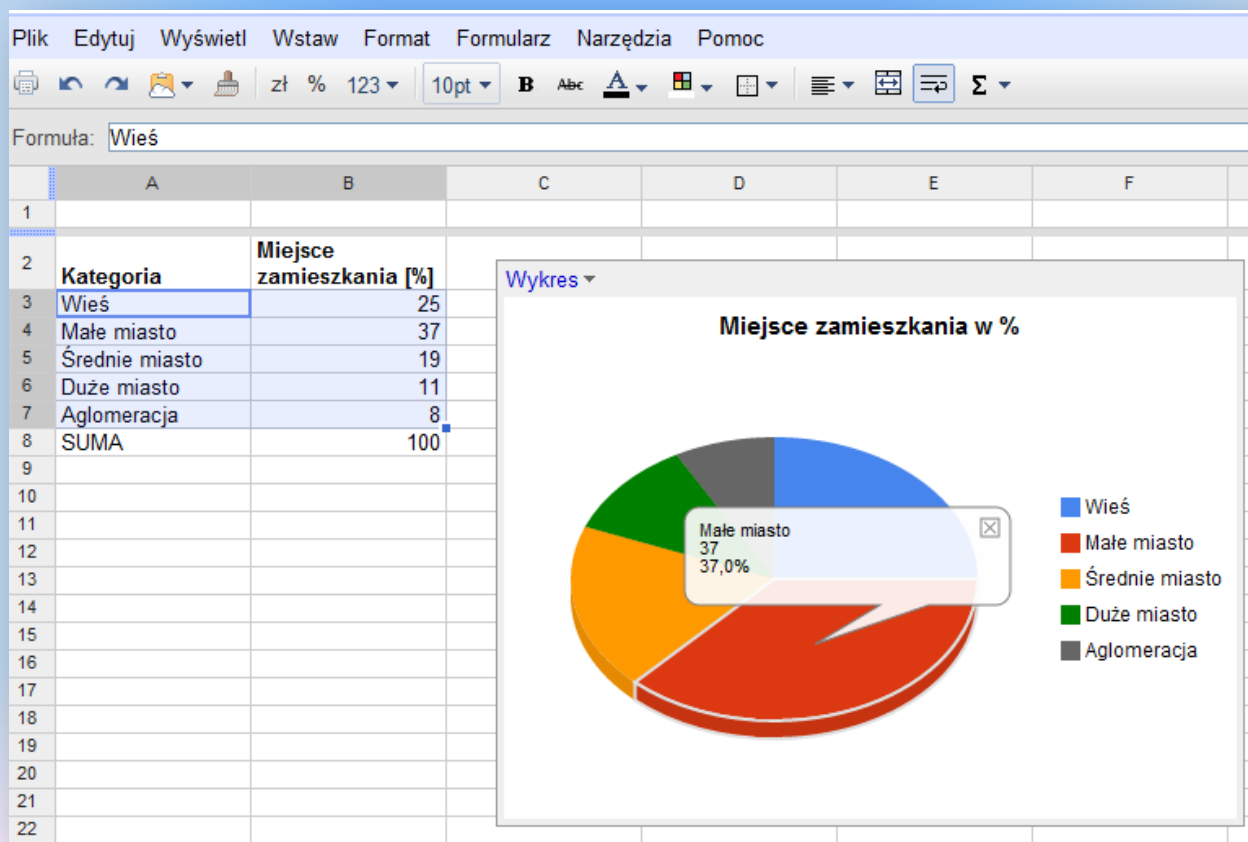 Plik Edytuj Wyświetl Wstaw Format Formularz Narzędzia Pomoc
zł % 123 10pt B Abc A Σ
Formuła: Wieś
A B C D E F
1
2 Kategoria Miejsce
zamieszkania [%]
3 Wieś 25
4 Małe miasto 37
5 Średnie miasto 19
6 Duże miasto 11
7 Aglomeracja 8
8 SUMA 100
9
10
11
12
13
14
15
16
17
18
19
20
21
22
Wykres
Miejsce zamieszkania w %
Małe miasto
37
37,0%
Wieś
Małe miasto
Średnie miasto
Duże miasto
Aglomeracja